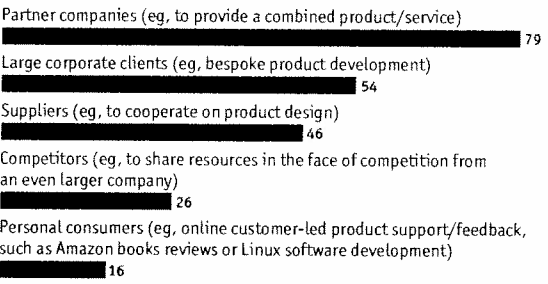 Partner companies (eg, to provide a combined product/service)
79
Large corporate clients (eg, bespoke product development)
54
Suppliers (eg, to cooperate on product design)
46
Competitors (eg, to share resources in the face of competition from
an even larger company)
26
Personal consumers (eg, online customer-led product support/feedback,
such as Amazon books reviews or Linux software development)
16